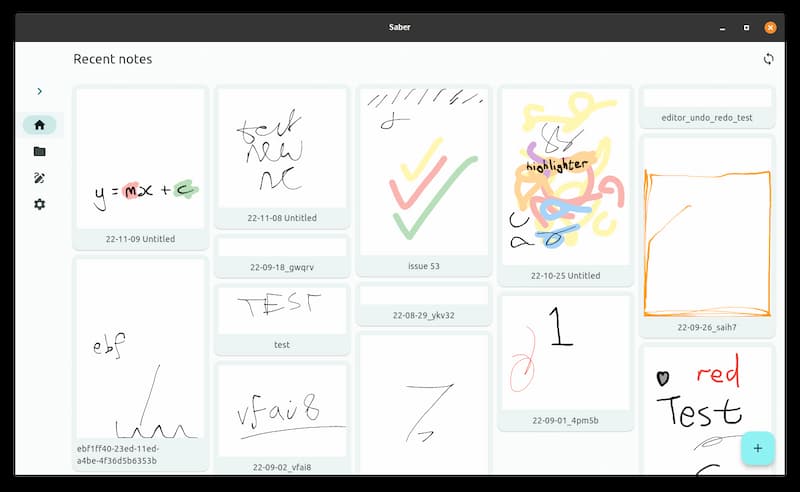 Saber
Recent notes
y = mx + c
22-11-09 Untitled
ebf
ebf1ff40-23ed-11ed-
a4be-4f36d5b6353b
test
new
22-11-08 Untitled
22-09-18_gwqrv
TEST
test
vfai8
22-09-02_vfai8
issue 53
22-08-29_ykv32
highlighter
22-10-25 Untitled
1
22-09-01_4pm5b
editor_undo_redo_test
22-09-26_saih7
red
Test